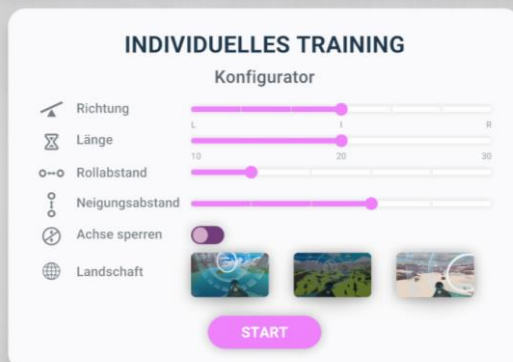 INDIVIDUELLES TRAINING
Konfigurator
Richtung
L I R
Länge
10 20 30
Rollabstand
Neigungsabstand
Achse sperren
Landschaft
START